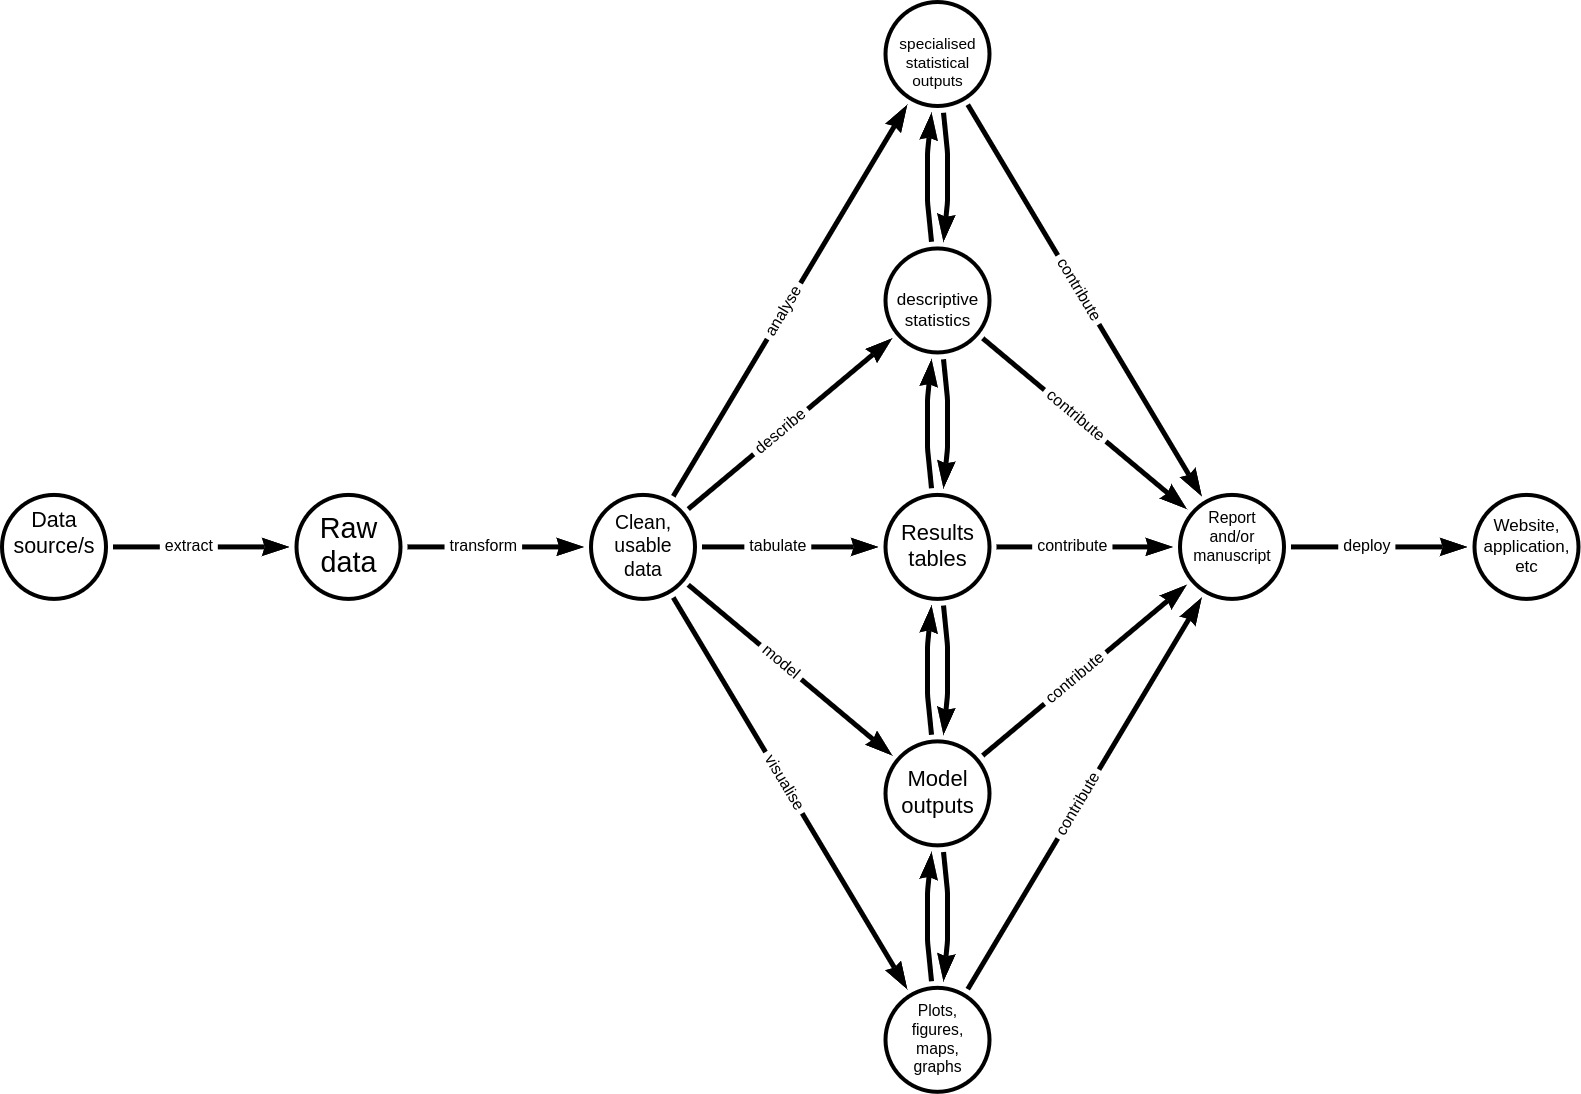 specialised
statistical
outputs
analyse
contribute
descriptive
statistics
describe
contribute
Data
source/s
extract
Raw
data
transform
Clean,
usable
data
tabulate
Results
tables
contribute
Report
and/or
manuscript
deploy
Website,
application,
etc
model
contribute
Model
outputs
visualise
contribute
Plots,
figures,
maps,
graphs